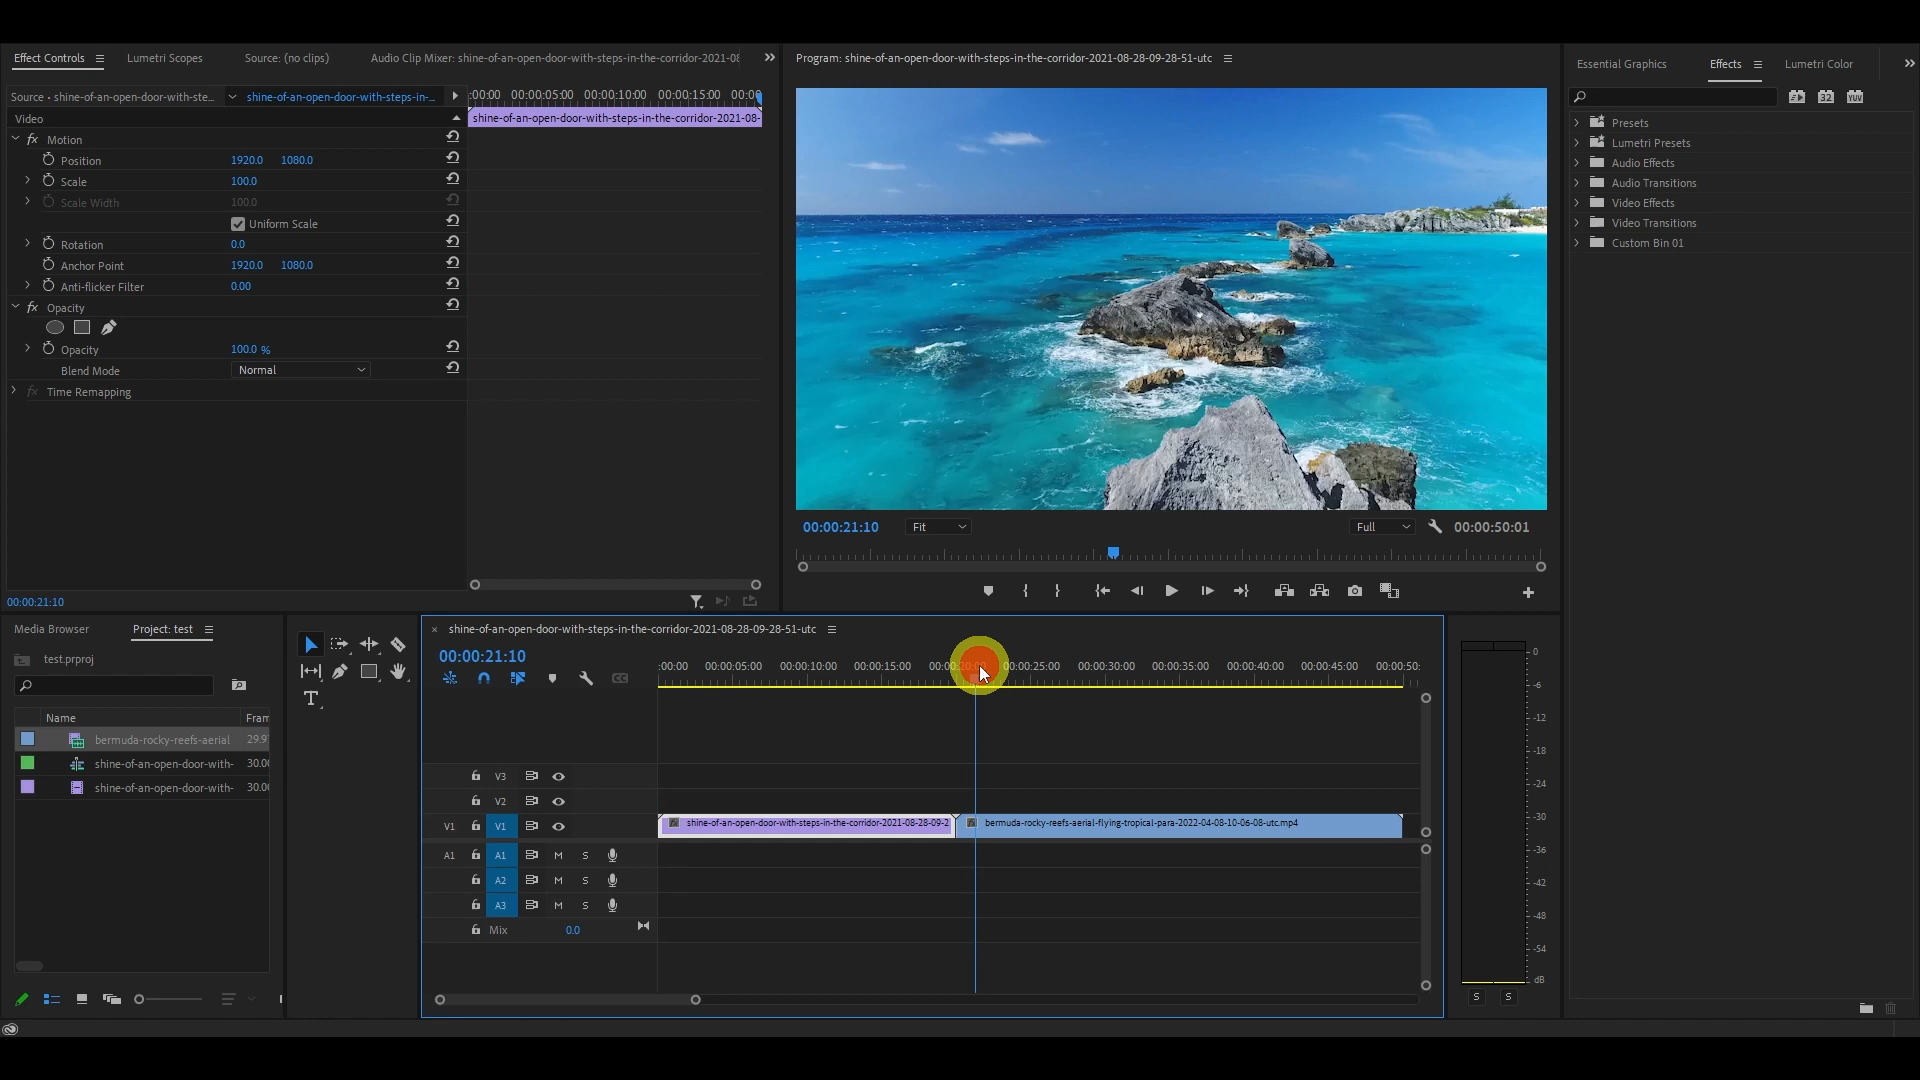 Effect Controls
Lumetri Scopes
Source: (no clips)
Audio Clip Mixer: shine-of-an-open-door-with-steps-in-the-corridor-2021-08
Source • shine-of-an-open-door-with-ste...
shine-of-an-open-door-with-steps-in-...
:00:00 00:00:05:00 00:00:10:00 00:00:15:00 00:00
Video
shine-of-an-open-door-with-steps-in-the-corridor-2021-08-
fx Motion
Position 1920.0 1080.0
Scale 100.0
Scale Width 100.0
Uniform Scale
Rotation 0.0
Anchor Point 1920.0 1080.0
Anti-flicker Filter 0.00
fx Opacity
Opacity 100.0 %
Blend Mode Normal
fx Time Remapping
00:00:21:10
Program: shine-of-an-open-door-with-steps-in-the-corridor-2021-08-28-09-28-51-utc
00:00:21:10
Fit
Full
00:00:50:01
Essential Graphics
Effects
Lumetri Color
32
YUV
Presets
Lumetri Presets
Audio Effects
Audio Transitions
Video Effects
Video Transitions
Custom Bin 01
Media Browser
Project: test
test.prproj
Name Fram
bermuda-rocky-reefs-aerial 29.97
shine-of-an-open-door-with- 30.00
shine-of-an-open-door-with- 30.00
T
× shine-of-an-open-door-with-steps-in-the-corridor-2021-08-28-09-28-51-utc
00:00:21:10
CC
:00:00 00:00:05:00 00:00:10:00 00:00:15:00 00:00:20:00 00:00:25:00 00:00:30:00 00:00:35:00 00:00:40:00 00:00:45:00 00:00:50:
V3
V2
V1 V1
shine-of-an-open-door-with-steps-in-the-corridor-2021-08-28-09-2
bermuda-rocky-reefs-aerial-flying-tropical-para-2022-04-08-10-06-08-utc.mp4
A1 A1 M S
A2 M S
A3 M S
Mix 0.0
0
-6
-12
-18
-24
-30
-36
-42
-48
-54
dB
S S